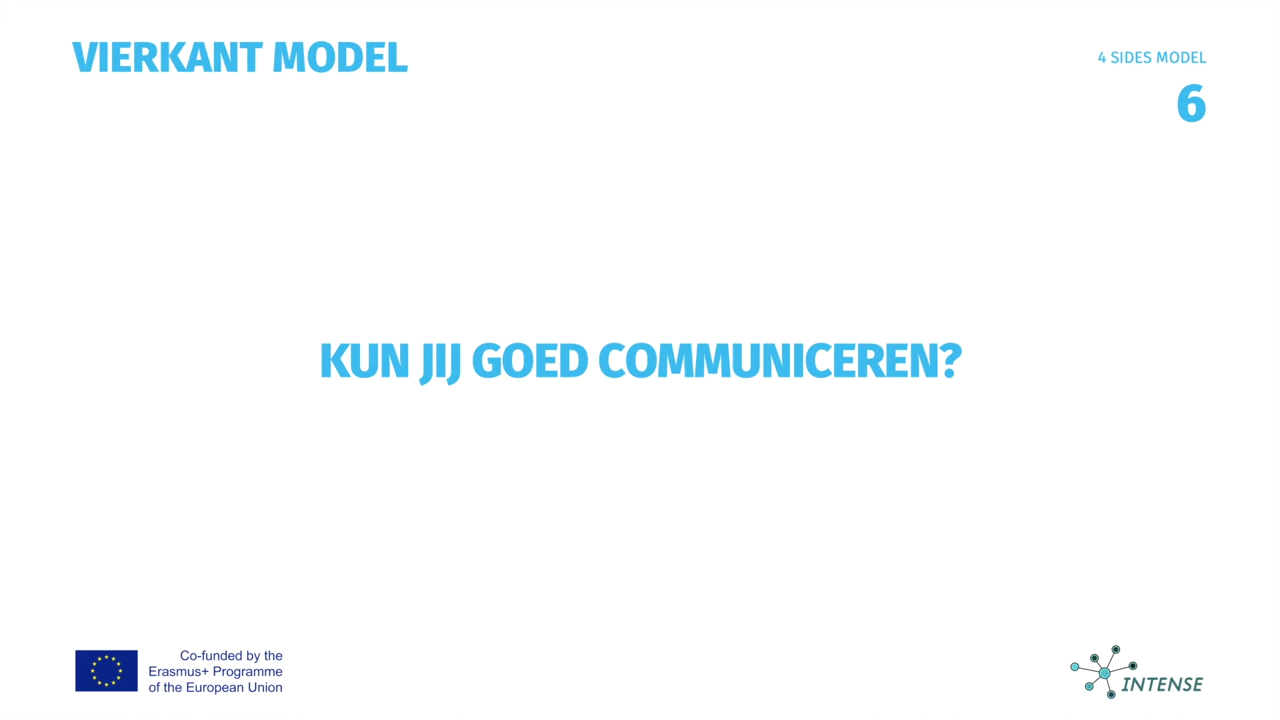 VIERKANT MODEL
4 SIDES MODEL
6
KUN JIJ GOED COMMUNICEREN?
Co-funded by the
Erasmus+ Programme
of the European Union
INTENSE